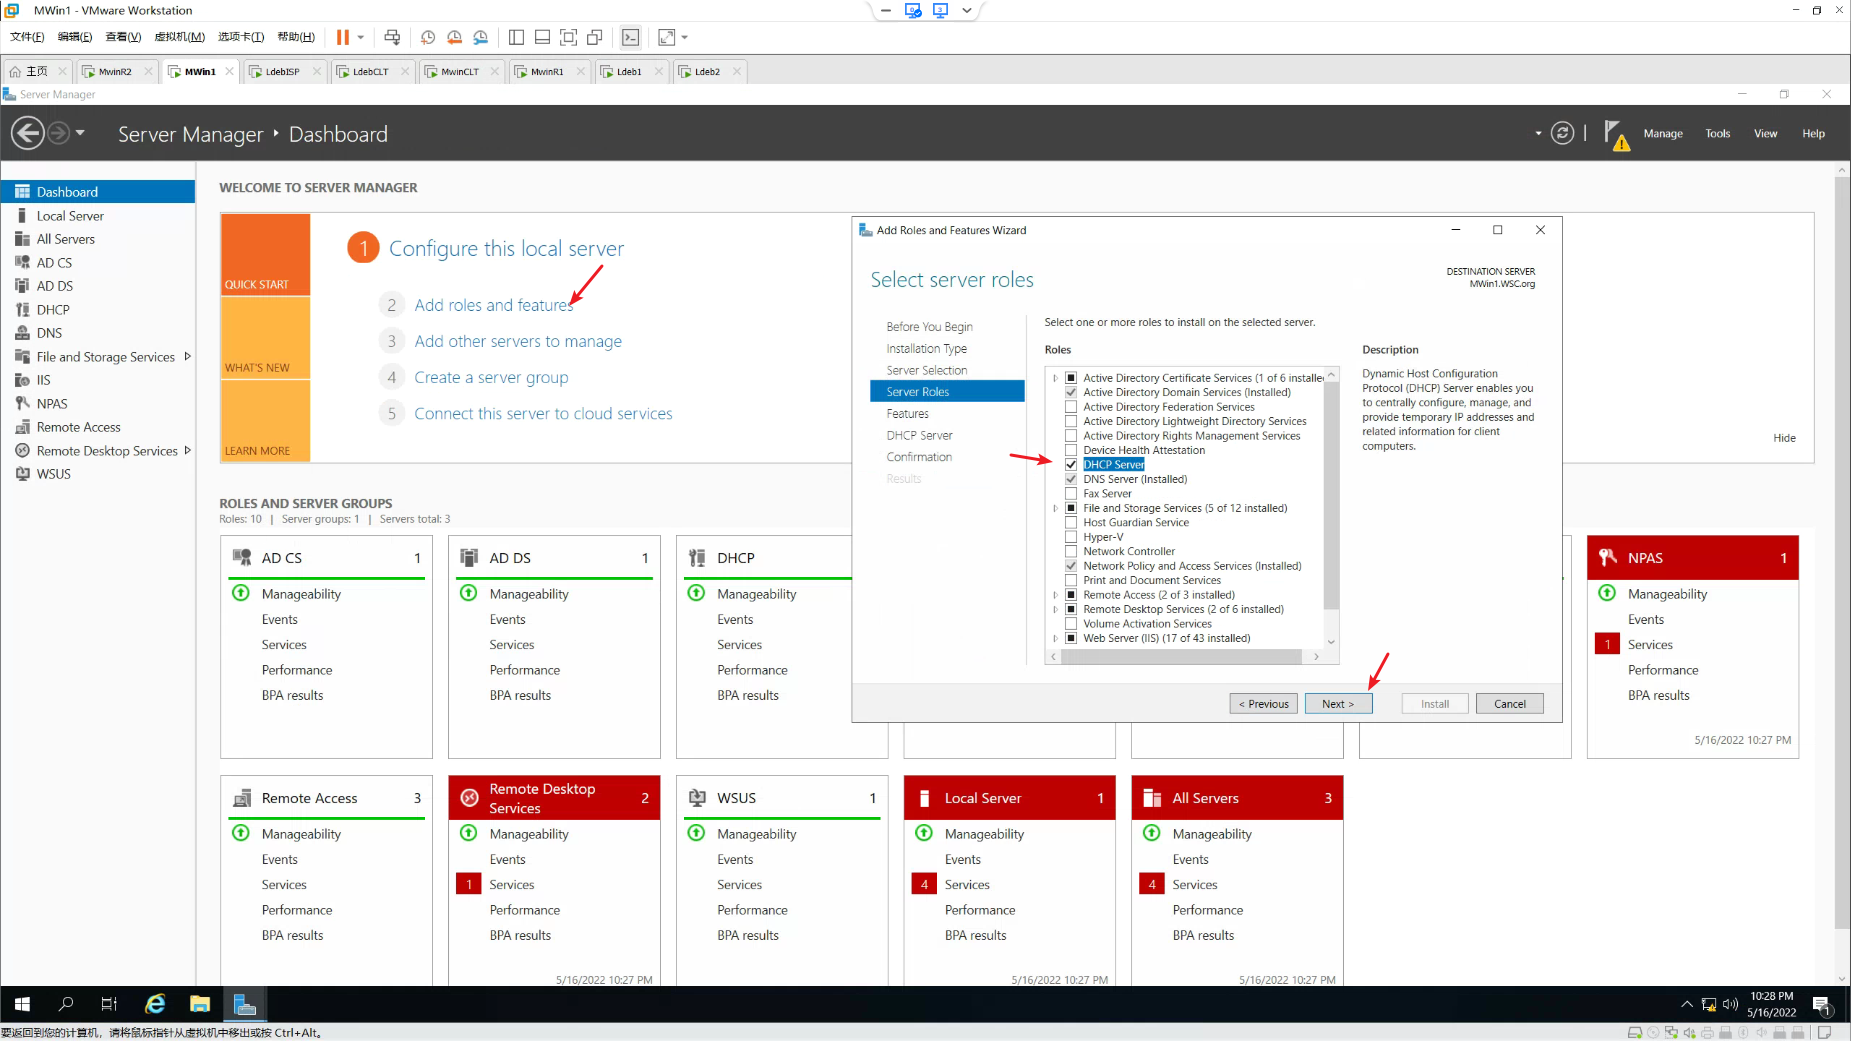 MWin1 - VMware Workstation
文件(F) 编辑(E) 查看(V) 虚拟机(M) 选项卡(T) 帮助(H)
主页 MwinR2 MWin1 LdebISP LdebCLT MwinCLT MwinR1 Ldeb1 Ldeb2
Server Manager
Server Manager • Dashboard
Manage Tools View Help
Dashboard
Local Server
All Servers
AD CS
AD DS
DHCP
DNS
File and Storage Services
IIS
NPAS
Remote Access
Remote Desktop Services
WSUS
WELCOME TO SERVER MANAGER
QUICK START
WHAT'S NEW
LEARN MORE
1 Configure this local server
2 Add roles and features
3 Add other servers to manage
4 Create a server group
5 Connect this server to cloud services
Hide
Add Roles and Features Wizard
Select server roles
DESTINATION SERVER
MWin1.WSC.org
Before You Begin
Installation Type
Server Selection
Server Roles
Features
DHCP Server
Confirmation
Results
Select one or more roles to install on the selected server.
Roles
Active Directory Certificate Services (1 of 6 installe
Active Directory Domain Services (Installed)
Active Directory Federation Services
Active Directory Lightweight Directory Services
Active Directory Rights Management Services
Device Health Attestation
DHCP Server
DNS Server (Installed)
Fax Server
File and Storage Services (5 of 12 installed)
Host Guardian Service
Hyper-V
Network Controller
Network Policy and Access Services (Installed)
Print and Document Services
Remote Access (2 of 3 installed)
Remote Desktop Services (2 of 6 installed)
Volume Activation Services
Web Server (IIS) (17 of 43 installed)
Description
Dynamic Host Configuration
Protocol (DHCP) Server enables you
to centrally configure, manage, and
provide temporary IP addresses and
related information for client
computers.
< Previous Next > Install Cancel
ROLES AND SERVER GROUPS
Roles: 10 | Server groups: 1 | Servers total: 3
AD CS 1
Manageability
Events
Services
Performance
BPA results
AD DS 1
Manageability
Events
Services
Performance
BPA results
DHCP
Manageability
Events
Services
Performance
BPA results
NPAS 1
Manageability
Events
1 Services
Performance
BPA results
5/16/2022 10:27 PM
Remote Access 3
Manageability
Events
Services
Performance
BPA results
Remote Desktop
Services 2
Manageability
Events
1 Services
Performance
BPA results
5/16/2022 10:27 PM
WSUS 1
Manageability
Events
Services
Performance
BPA results
Local Server 1
Manageability
Events
4 Services
Performance
BPA results
5/16/2022 10:27 PM
All Servers 3
Manageability
Events
4 Services
Performance
BPA results
5/16/2022 10:27 PM
10:28 PM
5/16/2022
1
要返回到您的计算机，请将鼠标指针从虚拟机中移出或按 Ctrl+Alt。